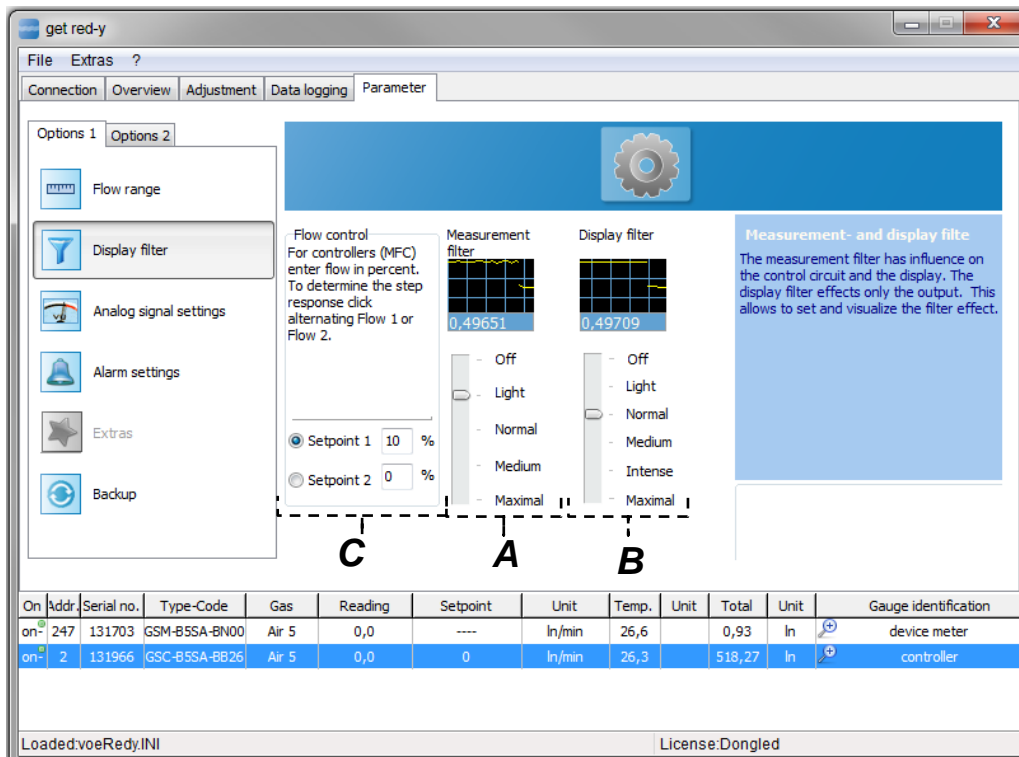 get red-y
File Extras ?
Connection Overview Adjustment Data logging Parameter
Options 1 Options 2
Flow range
Display filter
Analog signal settings
Alarm settings
Extras
Backup
Flow control
For controllers (MFC)
enter flow in percent.
To determine the step
response click
alternating Flow 1 or
Flow 2.
Setpoint 1 10 %
Setpoint 2 0 %
C
Measurement
filter
0,49651
Off
Light
Normal
Medium
Maximal
A
Display filter
0,49709
Off
Light
Normal
Medium
Intense
Maximal
B
Measurement- and display filte
The measurement filter has influence on
the control circuit and the display. The
display filter effects only the output. This
allows to set and visualize the filter effect.
On Addr. Serial no. Type-Code Gas Reading Setpoint Unit Temp. Unit Total Unit Gauge identification
on- 247 131703 GSM-B5SA-BN00 Air 5 0,0 ---- ln/min 26,6 0,93 ln device meter
on- 2 131966 GSC-B5SA-BB26 Air 5 0,0 0 ln/min 26,3 518,27 ln controller
Loaded:voeRedy.INI License:Dongled